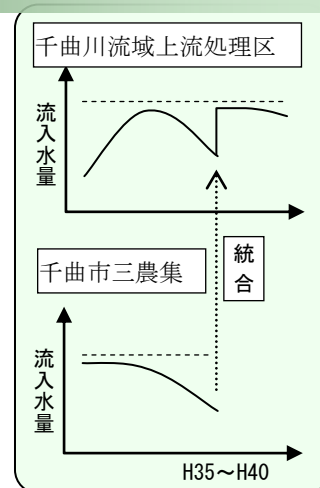 千曲川流域上流処理区
流入水量
統合
千曲市三農集
流入水量
H35～H40